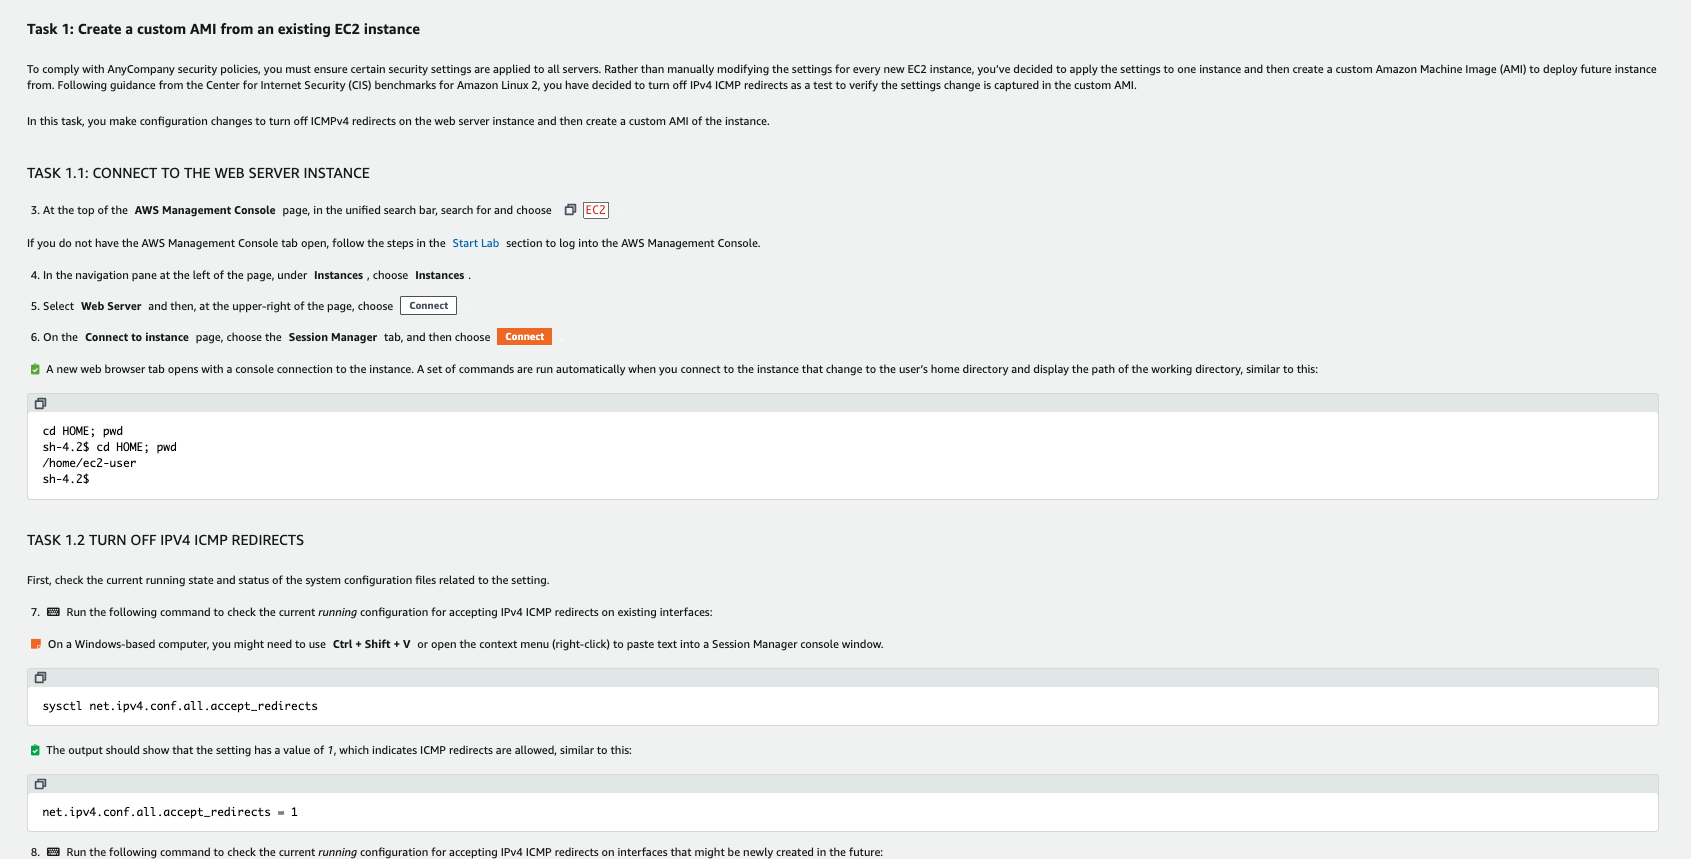 Task 1: Create a custom AMI from an existing EC2 instance
To comply with AnyCompany security policies, you must ensure certain security settings are applied to all servers. Rather than manually modifying the settings for every new EC2 instance, you've decided to apply the settings to one instance and then create a custom Amazon Machine Image (AMI) to deploy future instance
from. Following guidance from the Center for Internet Security (CIS) benchmarks for Amazon Linux 2, you have decided to turn off IPv4 ICMP redirects as a test to verify the settings change is captured in the custom AMI.
In this task, you make configuration changes to turn off ICMPv4 redirects on the web server instance and then create a custom AMI of the instance.
TASK 1.1: CONNECT TO THE WEB SERVER INSTANCE
3. At the top of the AWS Management Console page, in the unified search bar, search for and choose EC2
If you do not have the AWS Management Console tab open, follow the steps in the Start Lab section to log into the AWS Management Console.
4. In the navigation pane at the left of the page, under Instances , choose Instances .
5. Select Web Server and then, at the upper-right of the page, choose Connect
6. On the Connect to instance page, choose the Session Manager tab, and then choose Connect
A new web browser tab opens with a console connection to the instance. A set of commands are run automatically when you connect to the instance that change to the user's home directory and display the path of the working directory, similar to this:
cd HOME; pwd
sh-4.2$ cd HOME; pwd
/home/ec2-user
sh-4.2$
TASK 1.2 TURN OFF IPV4 ICMP REDIRECTS
First, check the current running state and status of the system configuration files related to the setting.
7. Run the following command to check the current running configuration for accepting IPv4 ICMP redirects on existing interfaces:
On a Windows-based computer, you might need to use Ctrl + Shift + V or open the context menu (right-click) to paste text into a Session Manager console window.
sysctl net.ipv4.conf.all.accept_redirects
The output should show that the setting has a value of 1, which indicates ICMP redirects are allowed, similar to this:
net.ipv4.conf.all.accept_redirects = 1
8. Run the following command to check the current running configuration for accepting IPv4 ICMP redirects on interfaces that might be newly created in the future: